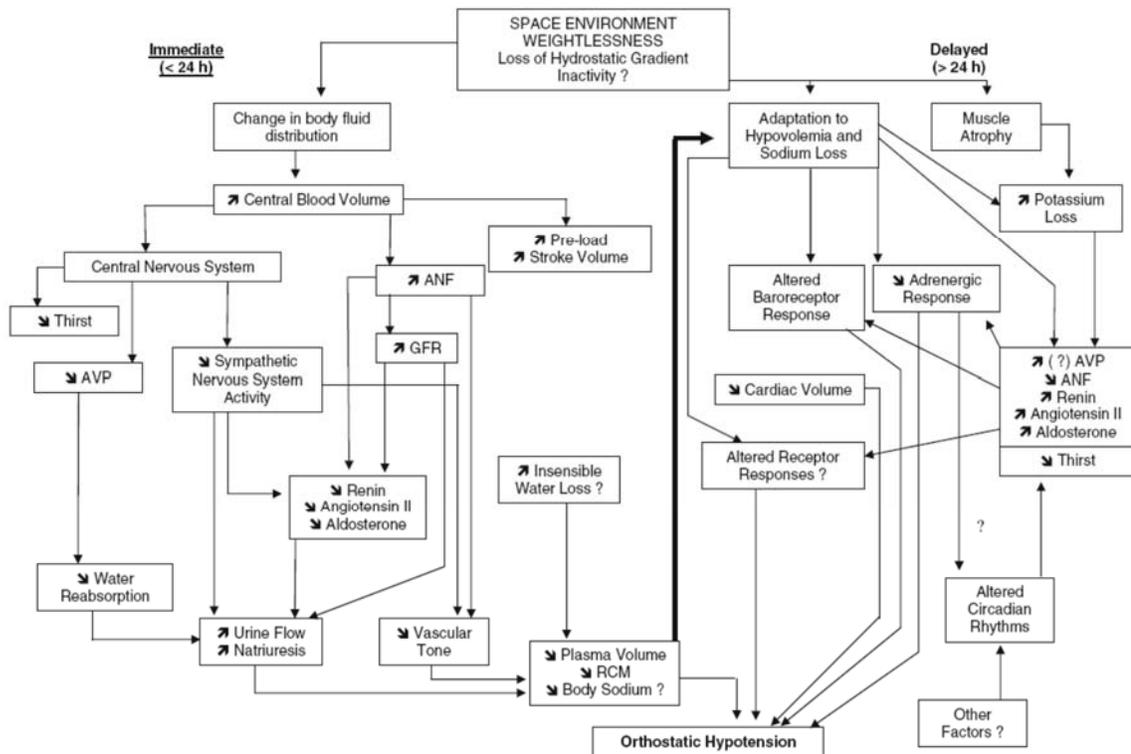 SPACE ENVIRONMENT
WEIGHTLESSNESS
Loss of Hydrostatic Gradient
Inactivity ?
Immediate
(< 24 h)
Delayed
(> 24 h)
Change in body fluid
distribution
Adaptation to
Hypovolemia and
Sodium Loss
Muscle
Atrophy
↗ Central Blood Volume
↗ Potassium
Loss
↗ Pre-load
↗ Stroke Volume
Central Nervous System
↗ ANF
Altered
Baroreceptor
Response
↘ Adrenergic
Response
↘ Thirst
↗ GFR
↘ AVP
↘ Sympathetic
Nervous System
Activity
↘ Cardiac Volume
↗ ( ?) AVP
↘ ANF
↗ Renin
↗ Angiotensin II
↗ Aldosterone
↘ Thirst
Altered Receptor
Responses ?
↗ Insensible
Water Loss ?
↘ Renin
↘ Angiotensin II
↘ Aldosterone
?
↘ Water
Reabsorption
Altered
Circadian
Rhythms
↗ Urine Flow
↗ Natriuresis
↘ Vascular
Tone
↘ Plasma Volume
↘ RCM
↘ Body Sodium ?
Other
Factors ?
Orthostatic Hypotension